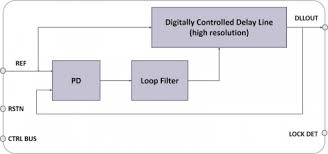 Digitally Controlled Delay Line
(high resolution)
DLLOUT
REF
PD
Loop Filter
RSTN
CTRL BUS
LOCK DET